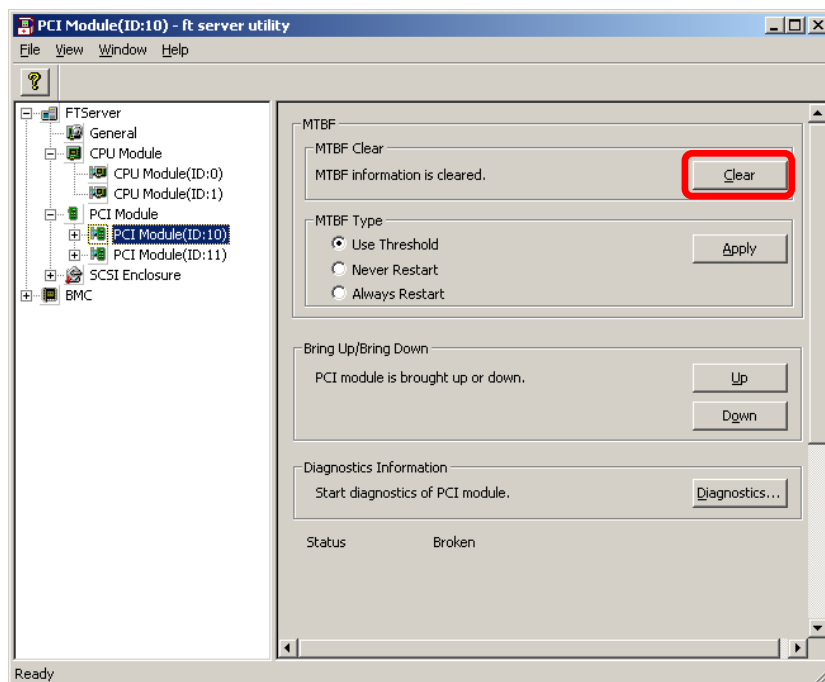 PCI Module(ID:10) - ft server utility
File View Window Help
FTServer
General
CPU Module
CPU Module(ID:0)
CPU Module(ID:1)
PCI Module
PCI Module(ID:10)
PCI Module(ID:11)
SCSI Enclosure
BMC
MTBF
MTBF Clear
MTBF information is cleared.
Clear
MTBF Type
Use Threshold
Never Restart
Always Restart
Apply
Bring Up/Bring Down
PCI module is brought up or down.
Up
Down
Diagnostics Information
Start diagnostics of PCI module.
Diagnostics...
Status Broken
Ready